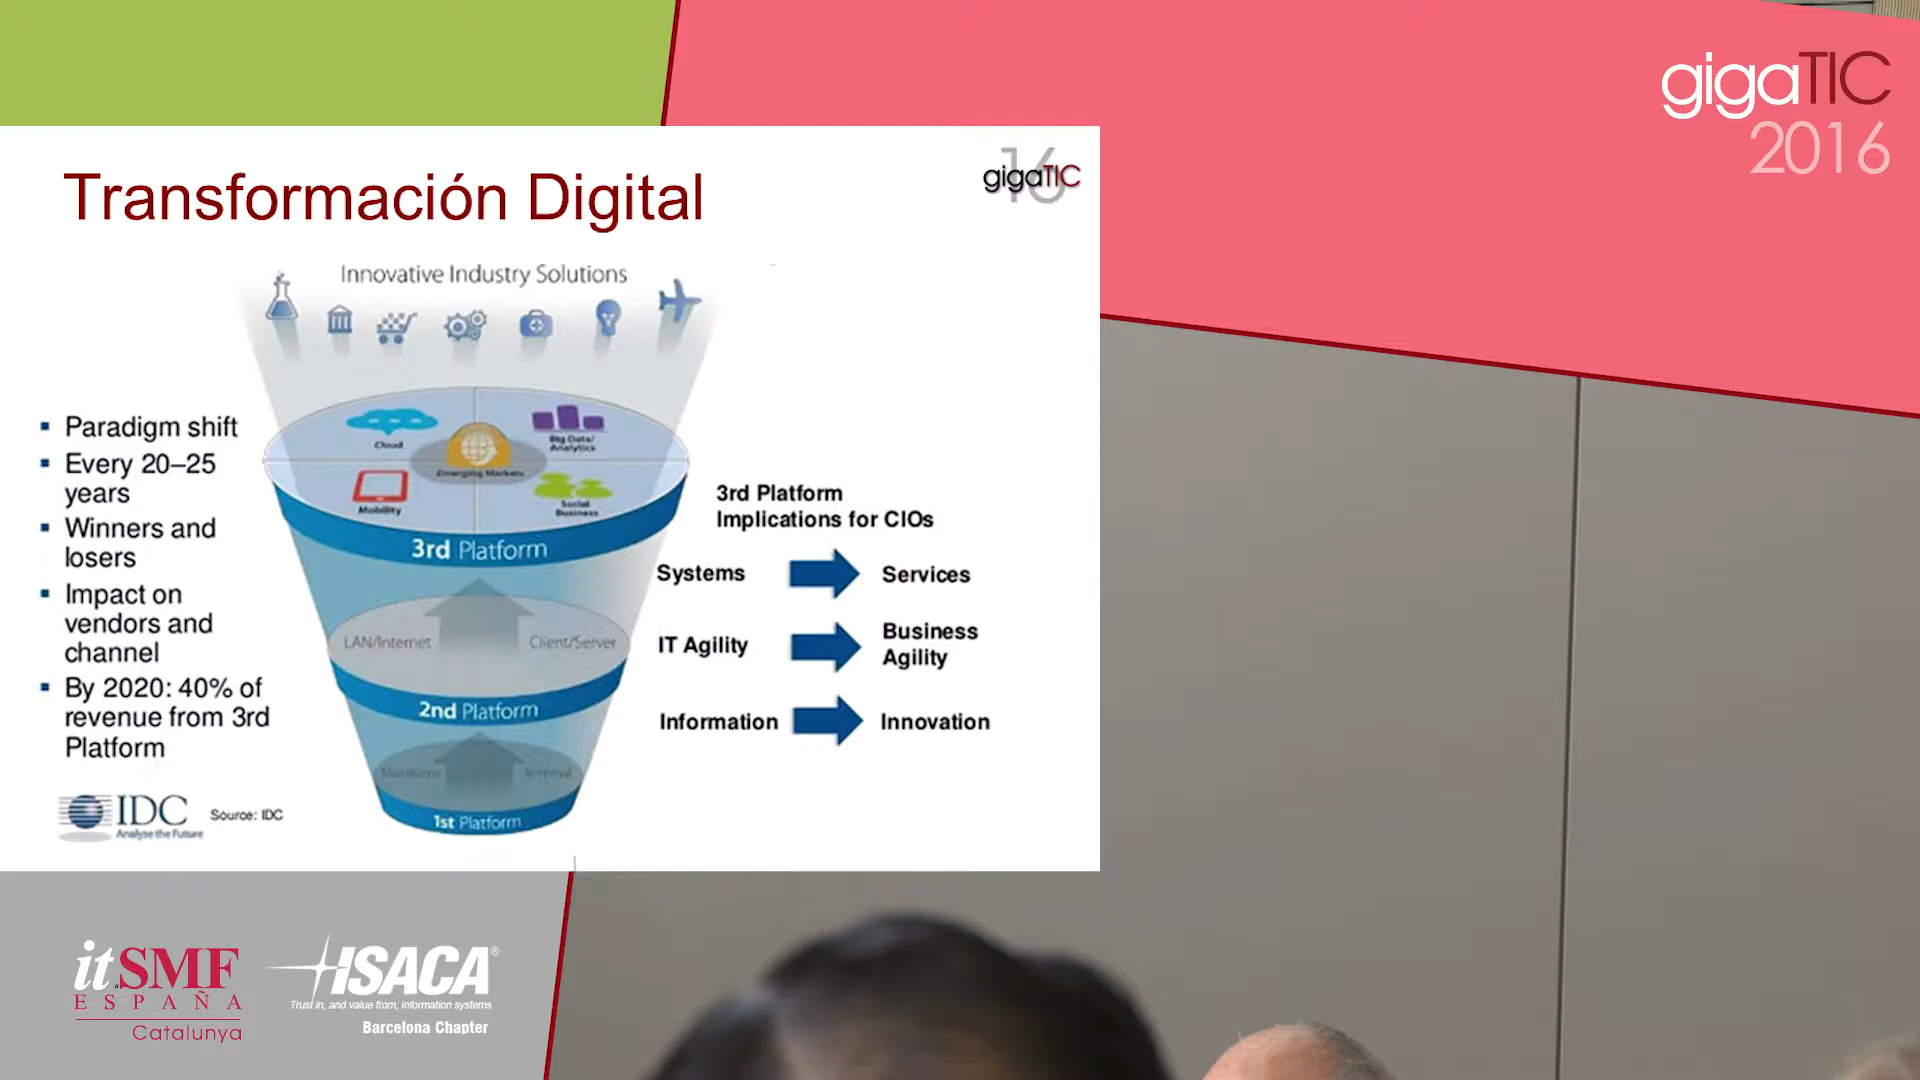 gigaTIC
2016
Transformación Digital
16
gigaTIC
Innovative Industry Solutions
Paradigm shift
Every 20–25
years
Winners and
losers
Impact on
vendors and
channel
By 2020: 40% of
revenue from 3rd
Platform
Cloud
Big Data/
Analytics
Emerging Markets
Mobility
Social
Business
3rd Platform
LAN/Internet
Client/Server
2nd Platform
Mainframe
Terminal
1st Platform
3rd Platform
Implications for CIOs
Systems
Services
IT Agility
Business
Agility
Information
Innovation
IDC
Analyze the Future
Source: IDC
itSMF
ESPAÑA
Catalunya
ISACA®
Trust in, and value from, information systems
Barcelona Chapter